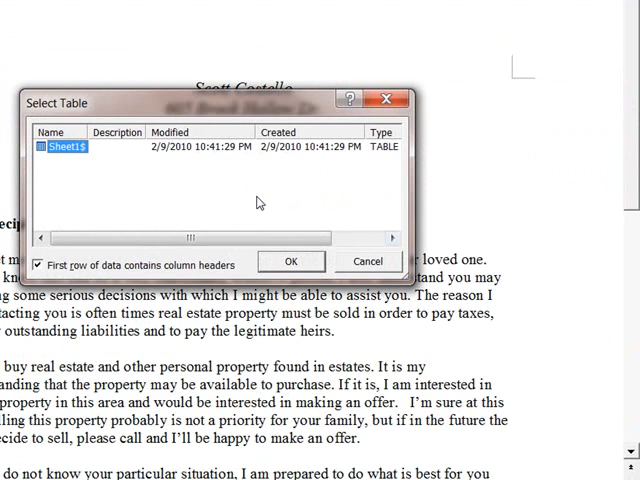 Scott Costello
Select Table
Name Description Modified Created Type
Sheet1$ 2/9/2010 10:41:29 PM 2/9/2010 10:41:29 PM TABLE
First row of data contains column headers OK Cancel
loved one.
stand you may
ng some serious decisions with which I might be able to assist you. The reason I
ntacting you is often times real estate property must be sold in order to pay taxes,
outstanding liabilities and to pay the legitimate heirs.
buy real estate and other personal property found in estates. It is my
anding that the property may be available to purchase. If it is, I am interested in
property in this area and would be interested in making an offer. I'm sure at this
lling this property probably is not a priority for your family, but if in the future the
ecide to sell, please call and I'll be happy to make an offer.
do not know your particular situation, I am prepared to do what is best for you